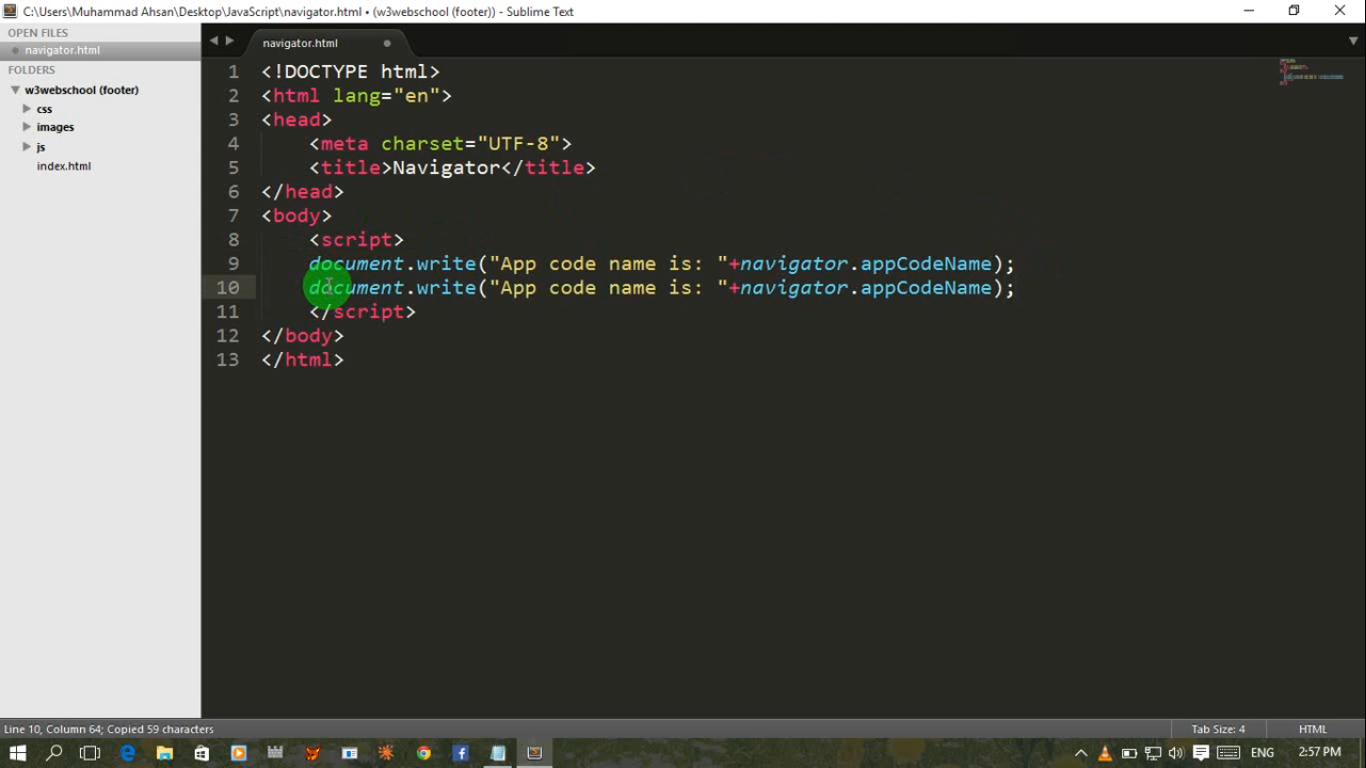 C:\Users\Muhammad Ahsan\Desktop\JavaScript\navigator.html • (w3webschool (footer)) - Sublime Text
OPEN FILES
navigator.html
FOLDERS
w3webschool (footer)
css
images
js
index.html
navigator.html
1 <!DOCTYPE html>
2 <html lang="en">
3 <head>
4 <meta charset="UTF-8">
5 <title>Navigator</title>
6 </head>
7 <body>
8 <script>
9 document.write("App code name is: "+navigator.appCodeName);
10 document.write("App code name is: "+navigator.appCodeName);
11 </script>
12 </body>
13 </html>
Line 10, Column 64; Copied 59 characters
Tab Size: 4
HTML
ENG
2:57 PM